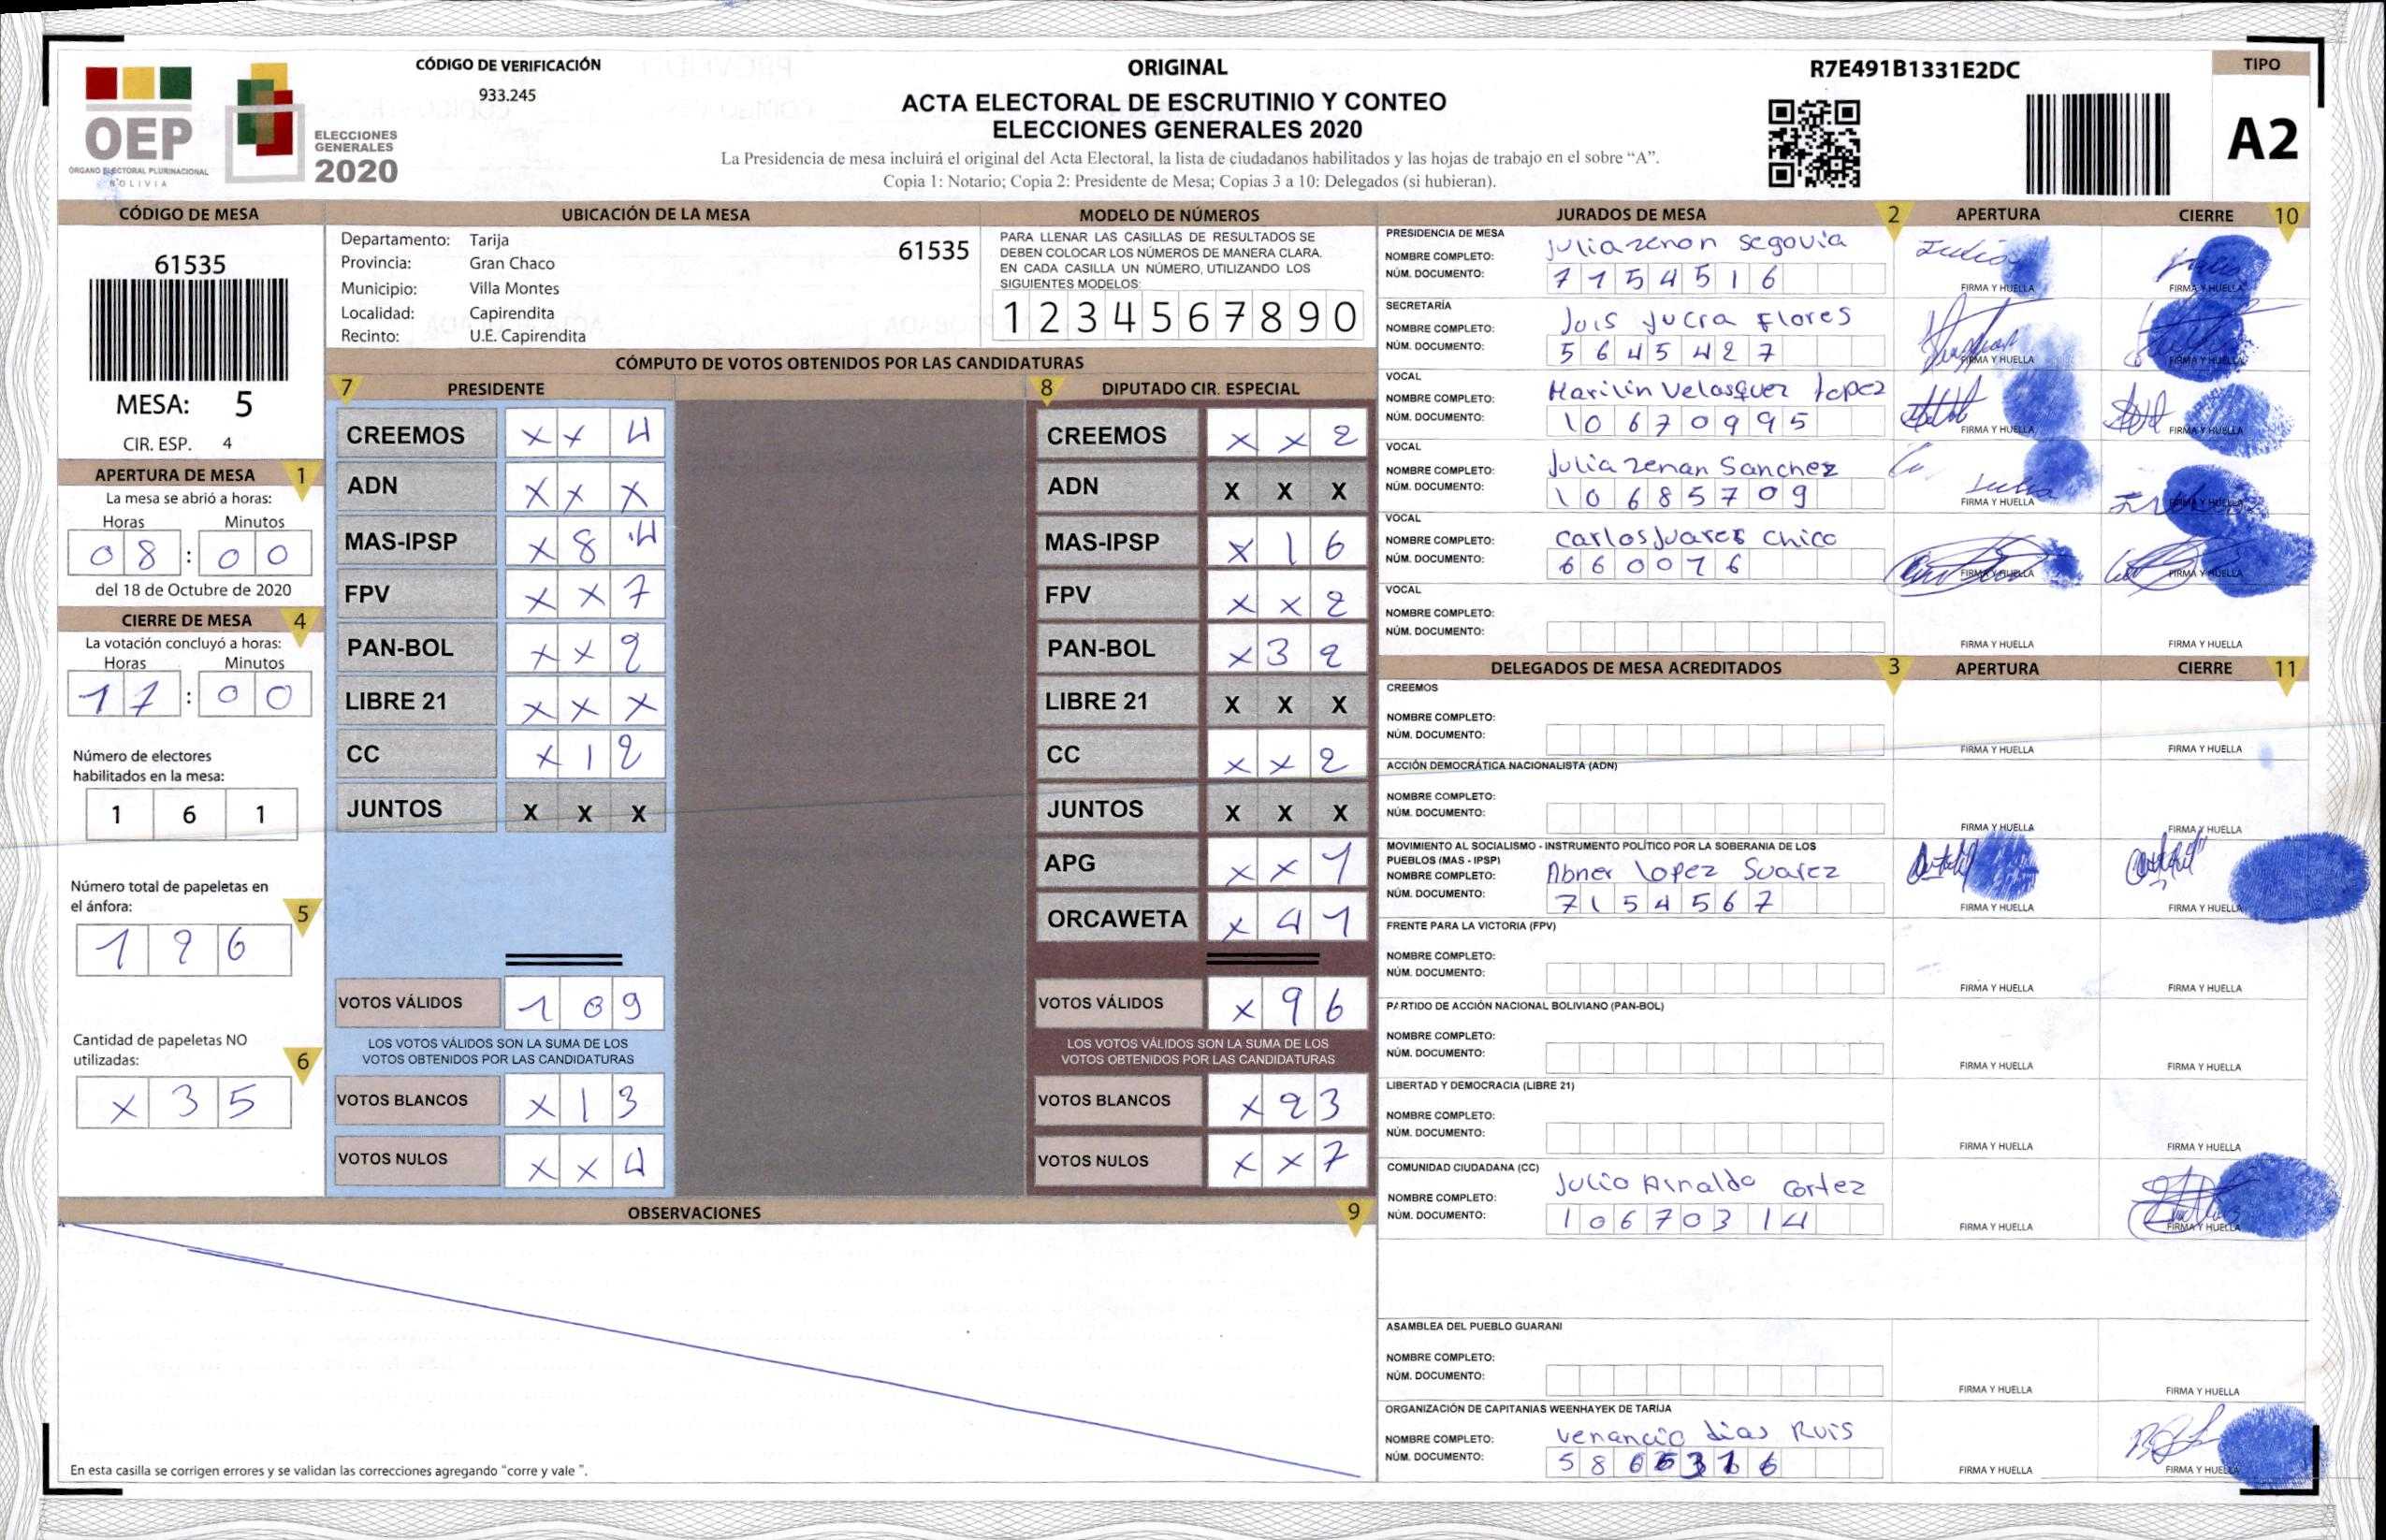 CÓDIGO DE VERIFICACIÓN
933.245
OEP
ÓRGANO ELECTORAL PLURINACIONAL
BOLIVIA
ELECCIONES
GENERALES
2020
ORIGINAL
ACTA ELECTORAL DE ESCRUTINIO Y CONTEO
ELECCIONES GENERALES 2020
La Presidencia de mesa incluirá el original del Acta Electoral, la lista de ciudadanos habilitados y las hojas de trabajo en el sobre “A”.
Copia 1: Notario; Copia 2: Presidente de Mesa; Copias 3 a 10: Delegados (si hubieran).
R7E491B1331E2DC
TIPO
A2
CÓDIGO DE MESA
61535
MESA: 5
CIR. ESP. 4
APERTURA DE MESA 1
La mesa se abrió a horas:
Horas Minutos
0 8 : 0 0
del 18 de Octubre de 2020
CIERRE DE MESA 4
La votación concluyó a horas:
Horas Minutos
1 7 : 0 0
Número de electores
habilitados en la mesa:
1 6 1
Número total de papeletas en
el ánfora: 5
1 2 6
Cantidad de papeletas NO
utilizadas: 6
x 3 5
UBICACIÓN DE LA MESA
Departamento: Tarija 61535
Provincia: Gran Chaco
Municipio: Villa Montes
Localidad: Capirendita
Recinto: U.E. Capirendita
MODELO DE NÚMEROS
PARA LLENAR LAS CASILLAS DE RESULTADOS SE
DEBEN COLOCAR LOS NÚMEROS DE MANERA CLARA.
EN CADA CASILLA UN NÚMERO, UTILIZANDO LOS
SIGUIENTES MODELOS:
1 2 3 4 5 6 7 8 9 0
CÓMPUTO DE VOTOS OBTENIDOS POR LAS CANDIDATURAS
7 PRESIDENTE
CREEMOS x x 4
ADN x x x
MAS-IPSP x 8 4
FPV x x 7
PAN-BOL x x 2
LIBRE 21 x x x
CC x 1 2
JUNTOS X X X
VOTOS VÁLIDOS 1 0 9
LOS VOTOS VÁLIDOS SON LA SUMA DE LOS
VOTOS OBTENIDOS POR LAS CANDIDATURAS
VOTOS BLANCOS x 1 3
VOTOS NULOS x x 4
8 DIPUTADO CIR. ESPECIAL
CREEMOS x x 2
ADN X X X
MAS-IPSP x 1 6
FPV x x 2
PAN-BOL x 3 2
LIBRE 21 X X X
CC x x 2
JUNTOS X X X
APG x x 1
ORCAWETA x 4 1
VOTOS VÁLIDOS x 9 6
LOS VOTOS VÁLIDOS SON LA SUMA DE LOS
VOTOS OBTENIDOS POR LAS CANDIDATURAS
VOTOS BLANCOS x 2 3
VOTOS NULOS x x 7
OBSERVACIONES 9
En esta casilla se corrigen errores y se validan las correcciones agregando “corre y vale ”.
JURADOS DE MESA 2 APERTURA CIERRE 10
PRESIDENCIA DE MESA
NOMBRE COMPLETO: Julia zenon segovia
NÚM. DOCUMENTO: 7 1 5 4 5 1 6
FIRMA Y HUELLA FIRMA Y HUELLA
SECRETARÍA
NOMBRE COMPLETO: Juis Jucra Flores
NÚM. DOCUMENTO: 5 6 4 5 4 2 7
FIRMA Y HUELLA FIRMA Y HUELLA
VOCAL
NOMBRE COMPLETO: Marilin Velasquez lopez
NÚM. DOCUMENTO: 1 0 6 7 0 9 9 5
FIRMA Y HUELLA FIRMA Y HUELLA
VOCAL
NOMBRE COMPLETO: Julia zenan Sanchez
NÚM. DOCUMENTO: 1 0 6 8 5 7 0 9
FIRMA Y HUELLA FIRMA Y HUELLA
VOCAL
NOMBRE COMPLETO: Carlos Juares chico
NÚM. DOCUMENTO: 6 6 0 0 7 6
FIRMA Y HUELLA FIRMA Y HUELLA
VOCAL
NOMBRE COMPLETO:
NÚM. DOCUMENTO:
FIRMA Y HUELLA FIRMA Y HUELLA
DELEGADOS DE MESA ACREDITADOS 3 APERTURA CIERRE 11
CREEMOS
NOMBRE COMPLETO:
NÚM. DOCUMENTO:
FIRMA Y HUELLA FIRMA Y HUELLA
ACCIÓN DEMOCRÁTICA NACIONALISTA (ADN)
NOMBRE COMPLETO:
NÚM. DOCUMENTO:
FIRMA Y HUELLA FIRMA Y HUELLA
MOVIMIENTO AL SOCIALISMO - INSTRUMENTO POLÍTICO POR LA SOBERANIA DE LOS
PUEBLOS (MAS - IPSP)
NOMBRE COMPLETO: Abner lopez Suarez
NÚM. DOCUMENTO: 7 1 5 4 5 6 7
FIRMA Y HUELLA FIRMA Y HUELLA
FRENTE PARA LA VICTORIA (FPV)
NOMBRE COMPLETO:
NÚM. DOCUMENTO:
FIRMA Y HUELLA FIRMA Y HUELLA
PARTIDO DE ACCIÓN NACIONAL BOLIVIANO (PAN-BOL)
NOMBRE COMPLETO:
NÚM. DOCUMENTO:
FIRMA Y HUELLA FIRMA Y HUELLA
LIBERTAD Y DEMOCRACIA (LIBRE 21)
NOMBRE COMPLETO:
NÚM. DOCUMENTO:
FIRMA Y HUELLA FIRMA Y HUELLA
COMUNIDAD CIUDADANA (CC)
NOMBRE COMPLETO: Julio Arnaldo cortez
NÚM. DOCUMENTO: 1 0 6 7 0 3 1 4
FIRMA Y HUELLA FIRMA Y HUELLA
ASAMBLEA DEL PUEBLO GUARANI
NOMBRE COMPLETO:
NÚM. DOCUMENTO:
FIRMA Y HUELLA FIRMA Y HUELLA
ORGANIZACIÓN DE CAPITANIAS WEENHAYEK DE TARIJA
NOMBRE COMPLETO: venancio dias Ruis
NÚM. DOCUMENTO:
FIRMA Y HUELLA FIRMA Y HUELLA